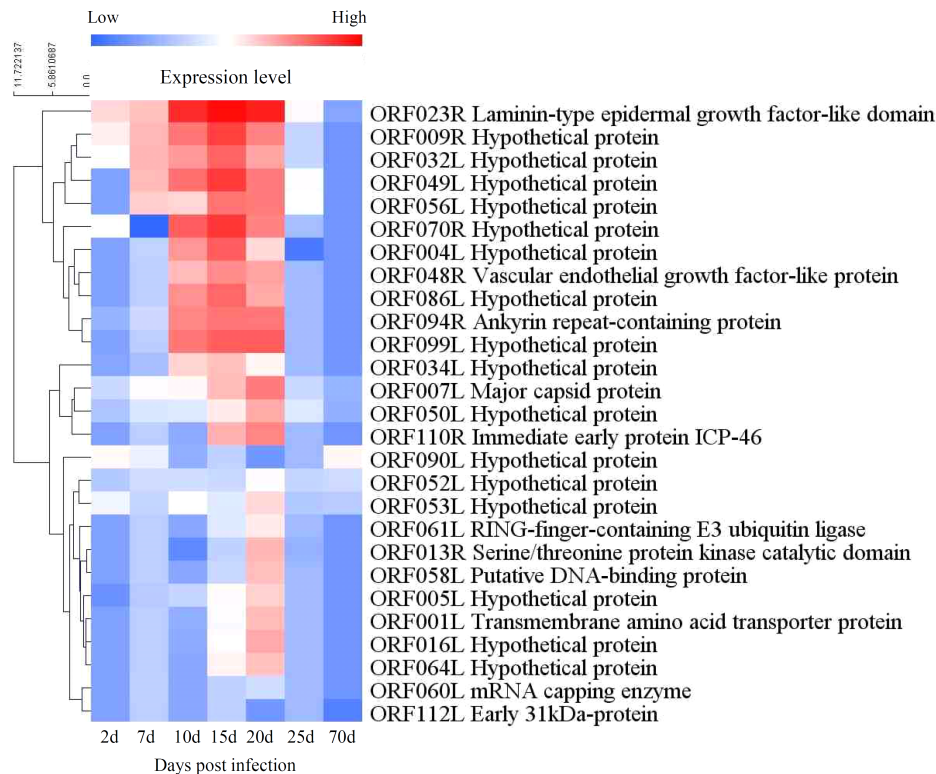 Low High
Expression level
11.722137
5.8610687
0.0
ORF023R Laminin-type epidermal growth factor-like domain
ORF009R Hypothetical protein
ORF032L Hypothetical protein
ORF049L Hypothetical protein
ORF056L Hypothetical protein
ORF070R Hypothetical protein
ORF004L Hypothetical protein
ORF048R Vascular endothelial growth factor-like protein
ORF086L Hypothetical protein
ORF094R Ankyrin repeat-containing protein
ORF099L Hypothetical protein
ORF034L Hypothetical protein
ORF007L Major capsid protein
ORF050L Hypothetical protein
ORF110R Immediate early protein ICP-46
ORF090L Hypothetical protein
ORF052L Hypothetical protein
ORF053L Hypothetical protein
ORF061L RING-finger-containing E3 ubiquitin ligase
ORF013R Serine/threonine protein kinase catalytic domain
ORF058L Putative DNA-binding protein
ORF005L Hypothetical protein
ORF001L Transmembrane amino acid transporter protein
ORF016L Hypothetical protein
ORF064L Hypothetical protein
ORF060L mRNA capping enzyme
ORF112L Early 31kDa-protein
2d 7d 10d 15d 20d 25d 70d
Days post infection